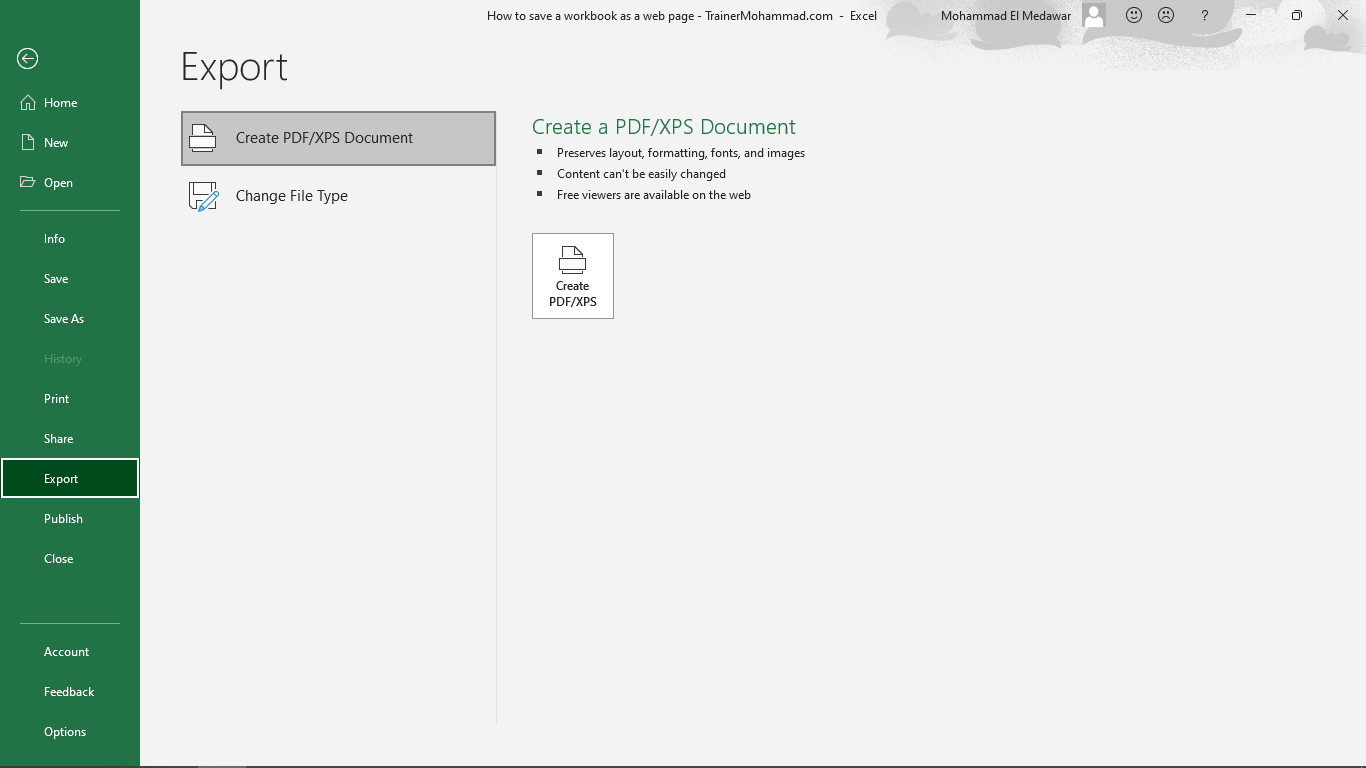 How to save a workbook as a web page - TrainerMohammad.com - Excel
Mohammad El Medawar
?
Home
New
Open
Info
Save
Save As
History
Print
Share
Export
Publish
Close
Account
Feedback
Options
Export
Create PDF/XPS Document
Change File Type
Create a PDF/XPS Document
Preserves layout, formatting, fonts, and images
Content can't be easily changed
Free viewers are available on the web
Create
PDF/XPS